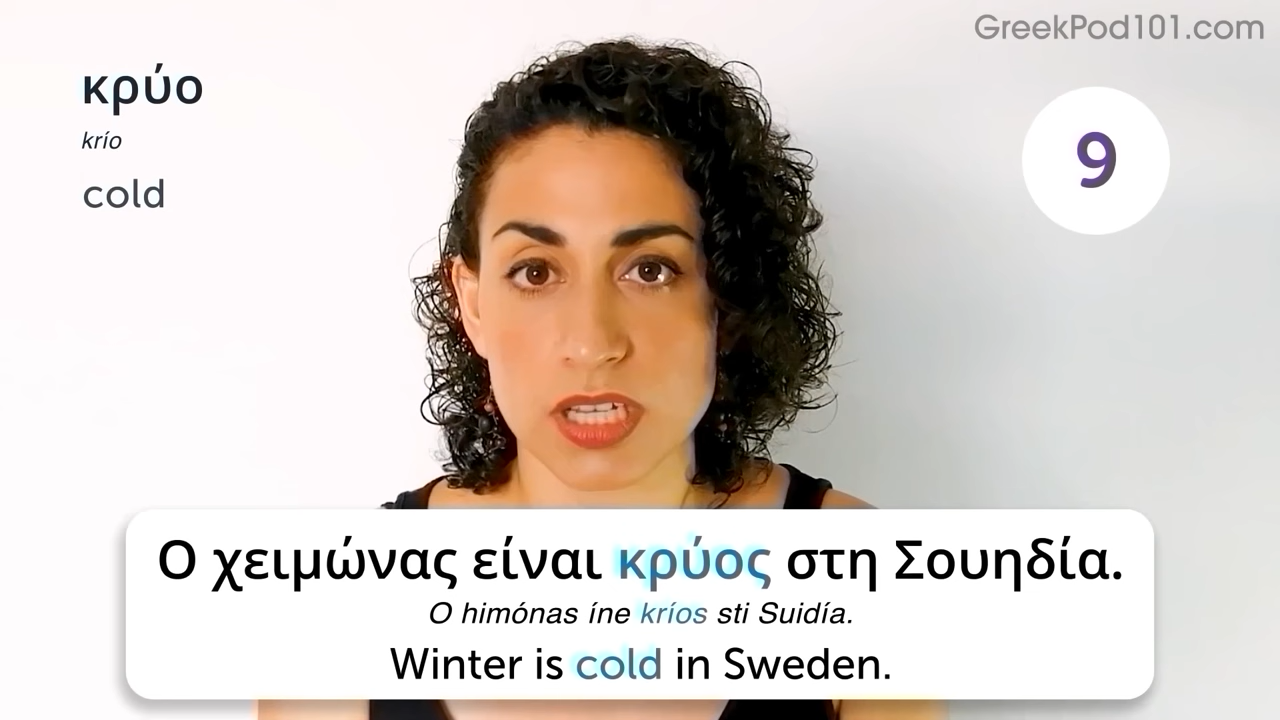 GreekPod101.com
κρύο
krío
cold
9
Ο χειμώνας είναι κρύος στη Σουηδία.
O himónas íne kríos sti Suidía.
Winter is cold in Sweden.